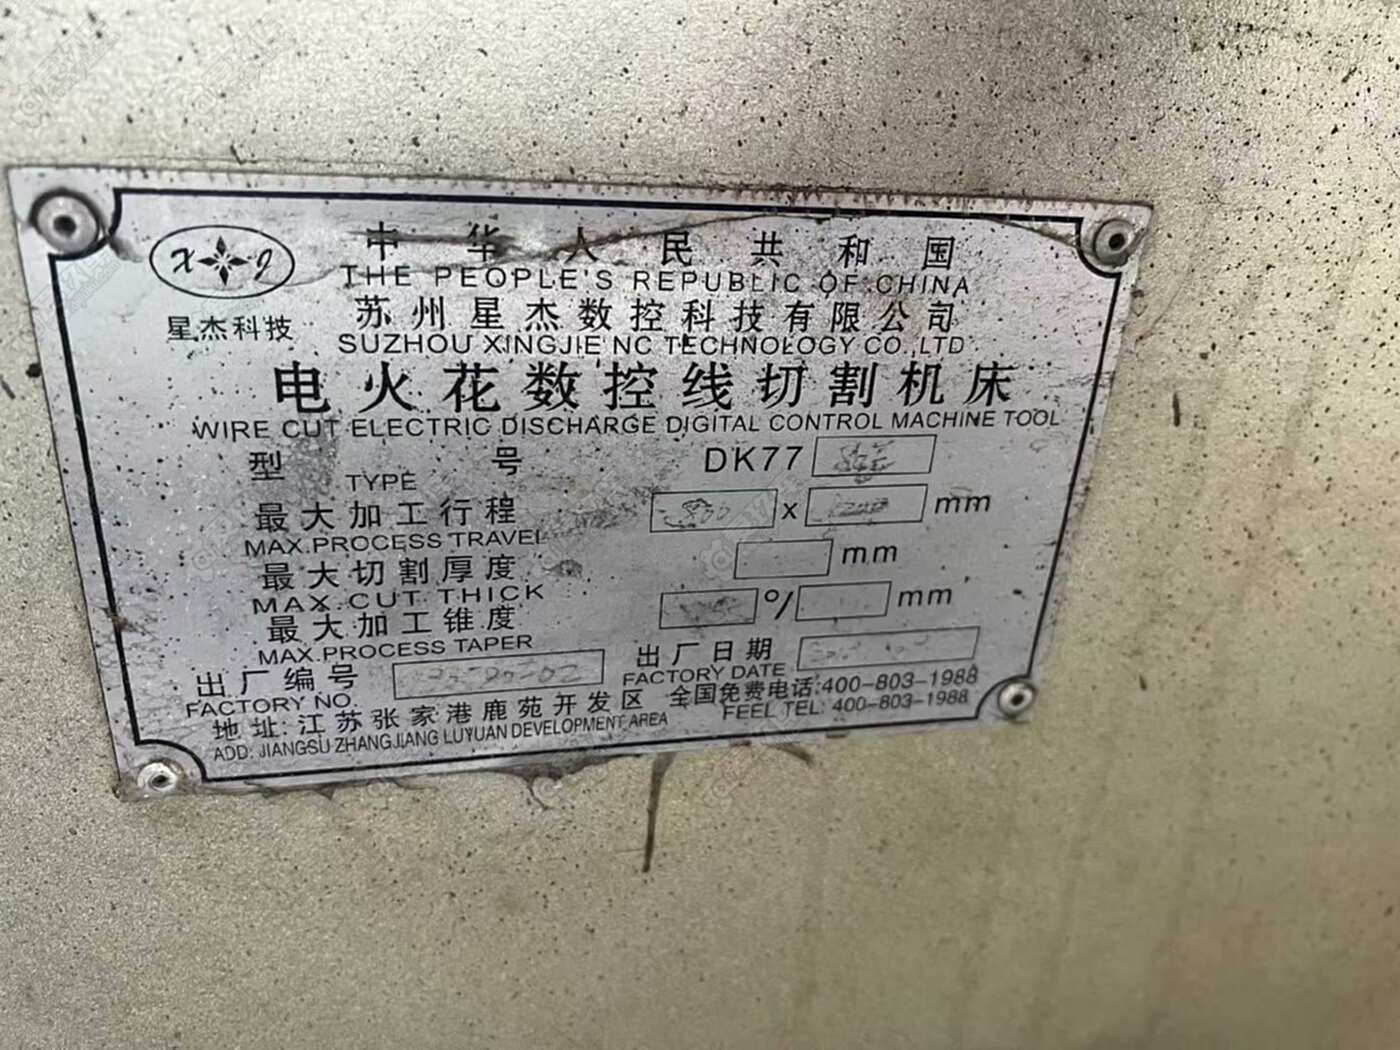 X J
星杰科技
中华人民共和国
THE PEOPLE'S REPUBLIC OF CHINA
苏州星杰数控科技有限公司
SUZHOU XINGJIE NC TECHNOLOGY CO.,LTD
电火花数控线切割机床
WIRE CUT ELECTRIC DISCHARGE DIGITAL CONTROL MACHINE TOOL
型号 DK77
TYPE
最大加工行程 800 x mm
MAX.PROCESS TRAVEL
最大切割厚度 mm
MAX.CUT THICK
最大加工锥度 °/ mm
MAX.PROCESS TAPER
出厂编号 出厂日期
FACTORY NO. FACTORY DATE
地址:江苏张家港鹿苑开发区 全国免费电话:400-803-1988
ADD: JIANGSU ZHANGJIANG LUYUAN DEVELOPMENT AREA FEEL TEL: 400-803-1988